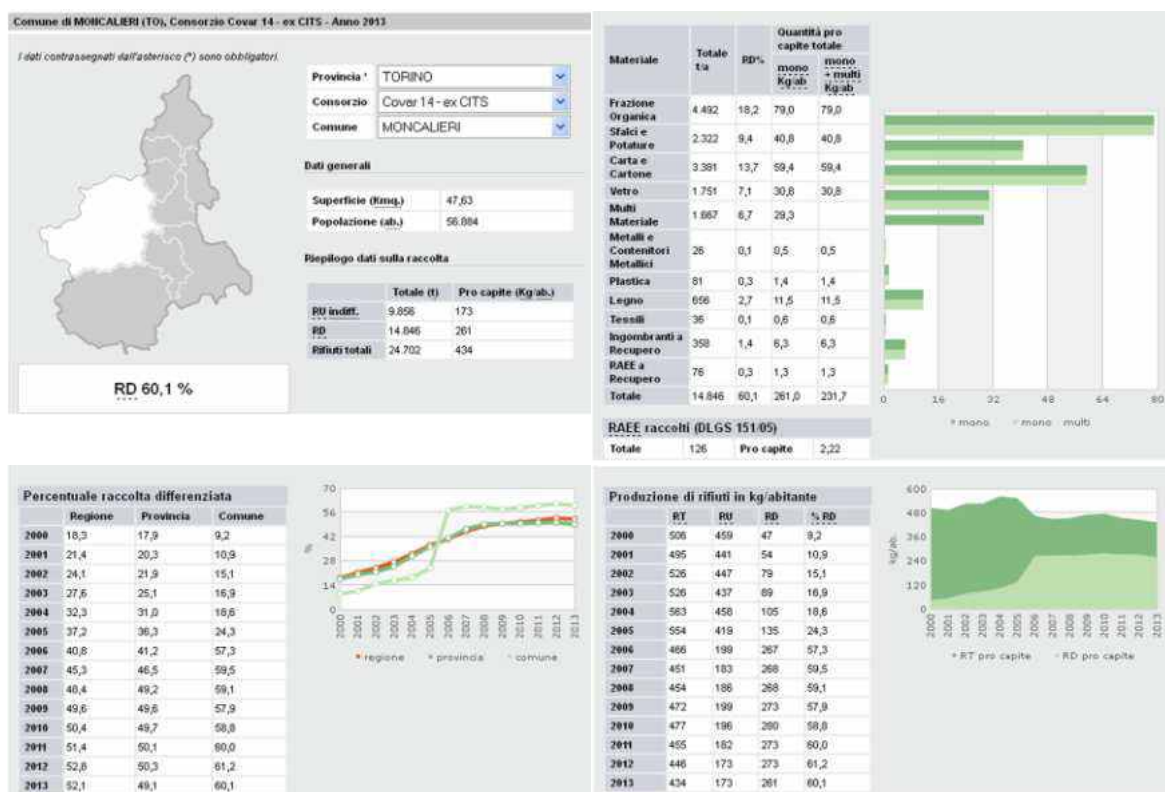 Comune di MONCALIERI (TO), Consorzio Covar 14 - ex CITS - Anno 2013
I dati contrassegnati dall'asterisco (*) sono obbligatori.
Provincia * TORINO
Consorzio Covar 14 - ex CITS
Comune MONCALIERI
Dati generali
Superficie (Kmq.) 47,63
Popolazione (ab.) 56.884
Riepilogo dati sulla raccolta
Totale (t) Pro capite (Kg/ab.)
RU indiff. 9.856 173
RD 14.846 261
Rifiuti totali 24.702 434
RD 60,1 %
Quantità pro
capite totale
Materiale Totale t/a RD% mono Kg/ab mono + multi Kg/ab
Frazione Organica 4.492 18,2 79,0 79,0
Sfalci e Potature 2.322 9,4 40,8 40,8
Carta e Cartone 3.381 13,7 59,4 59,4
Vetro 1.751 7,1 30,8 30,8
Multi Materiale 1.667 6,7 29,3
Metalli e Contenitori Metallici 26 0,1 0,5 0,5
Plastica 81 0,3 1,4 1,4
Legno 656 2,7 11,5 11,5
Tessili 36 0,1 0,6 0,6
Ingombranti a Recupero 358 1,4 6,3 6,3
RAEE a Recupero 76 0,3 1,3 1,3
Totale 14.846 60,1 261,0 231,7
0 16 32 48 64 80
mono mono multi
RAEE raccolti (DLGS 151/05)
Totale 126 Pro capite 2,22
Percentuale raccolta differenziata
Regione Provincia Comune
2000 18,3 17,9 9,2
2001 21,4 20,3 10,9
2002 24,1 21,9 15,1
2003 27,6 25,1 16,9
2004 32,3 31,0 18,6
2005 37,2 36,3 24,3
2006 40,8 41,2 57,3
2007 45,3 46,5 59,5
2008 48,4 49,2 59,1
2009 49,6 49,6 57,9
2010 50,4 49,7 58,8
2011 51,4 50,1 60,0
2012 52,8 50,3 61,2
2013 52,1 49,1 60,1
70
56
42
28
14
0
%
2000 2001 2002 2003 2004 2005 2006 2007 2008 2009 2010 2011 2012 2013
regione provincia comune
Produzione di rifiuti in kg/abitante
RT RU RD % RD
2000 506 459 47 9,2
2001 495 441 54 10,9
2002 526 447 79 15,1
2003 526 437 89 16,9
2004 563 458 105 18,6
2005 554 419 135 24,3
2006 466 199 267 57,3
2007 451 183 268 59,5
2008 454 186 268 59,1
2009 472 199 273 57,9
2010 477 196 280 58,8
2011 455 182 273 60,0
2012 446 173 273 61,2
2013 434 173 261 60,1
600
480
360
240
120
0
kg/ab.
2000 2001 2002 2003 2004 2005 2006 2007 2008 2009 2010 2011 2012 2013
RT pro capite RD pro capite